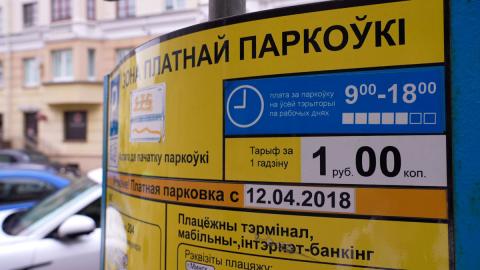 ЗОНА ПЛАТНАЙ ПАРКОЎКІ
плата за паркоўку
на ўсёй тэрыторыі
па рабочых днях
9⁰⁰-18⁰⁰
Тарыф за
1 гадзіну
1 руб. 00 коп.
да пачатку паркоўкі
Платная парковка с 12.04.2018
Плацёжны тэрмінал,
мабільны-,інтэрнэт-банкінг
Рэквізіты плацяжу: